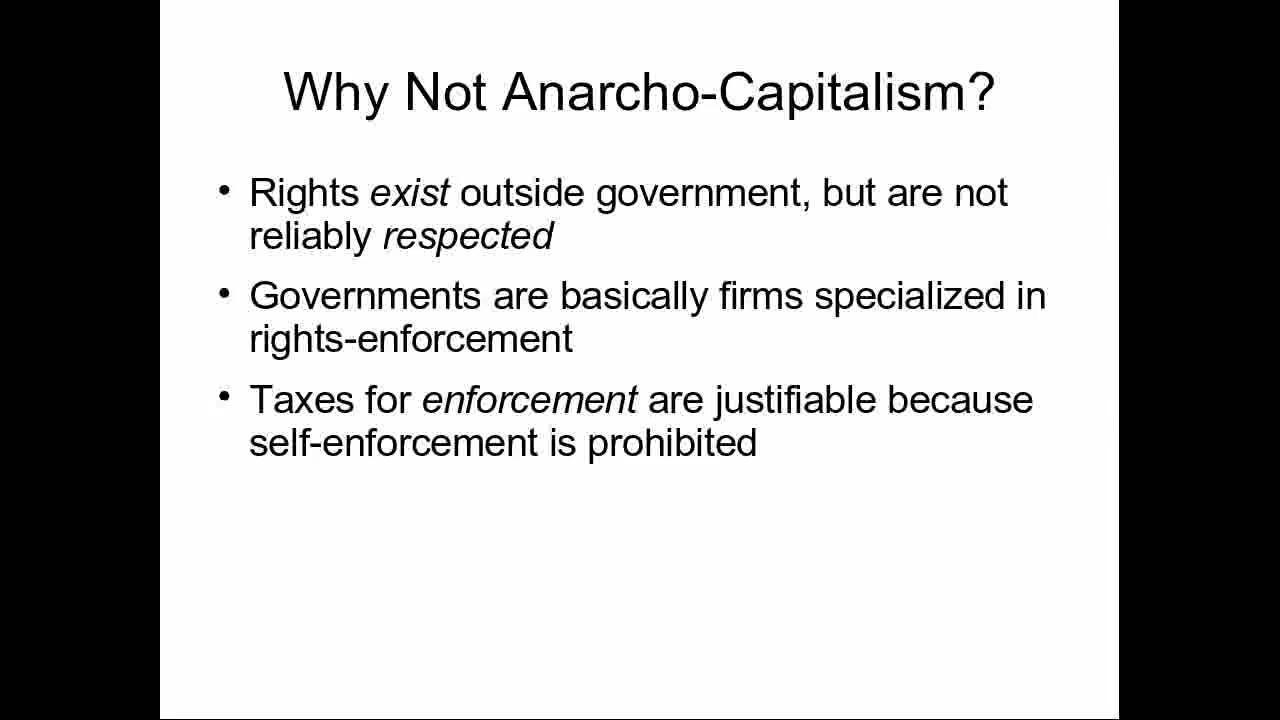 Why Not Anarcho-Capitalism?
• Rights exist outside government, but are not
reliably respected
• Governments are basically firms specialized in
rights-enforcement
• Taxes for enforcement are justifiable because
self-enforcement is prohibited